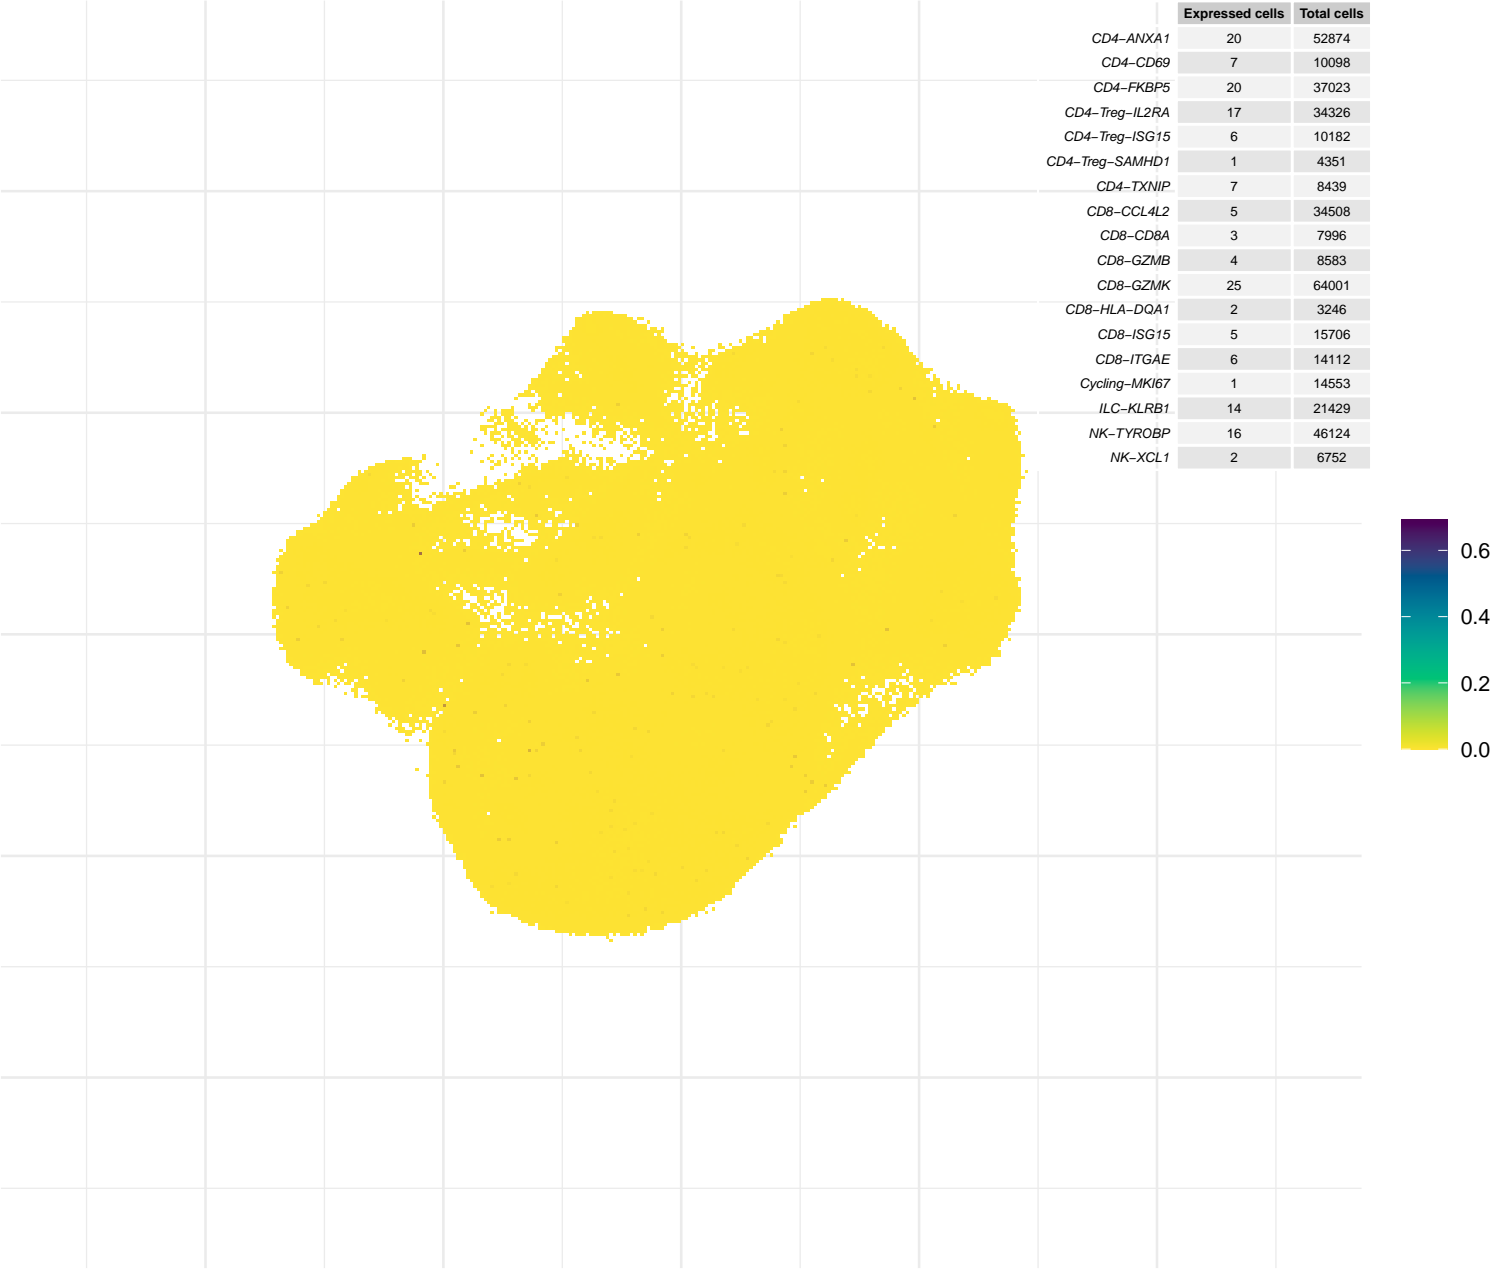 Expressed cells Total cells
CD4−ANXA1 20 52874
CD4−CD69 7 10098
CD4−FKBP5 20 37023
CD4−Treg−IL2RA 17 34326
CD4−Treg−ISG15 6 10182
CD4−Treg−SAMHD1 1 4351
CD4−TXNIP 7 8439
CD8−CCL4L2 5 34508
CD8−CD8A 3 7996
CD8−GZMB 4 8583
CD8−GZMK 25 64001
CD8−HLA−DQA1 2 3246
CD8−ISG15 5 15706
CD8−ITGAE 6 14112
Cycling−MKI67 1 14553
ILC−KLRB1 14 21429
NK−TYROBP 16 46124
NK−XCL1 2 6752
0.6
0.4
0.2
0.0